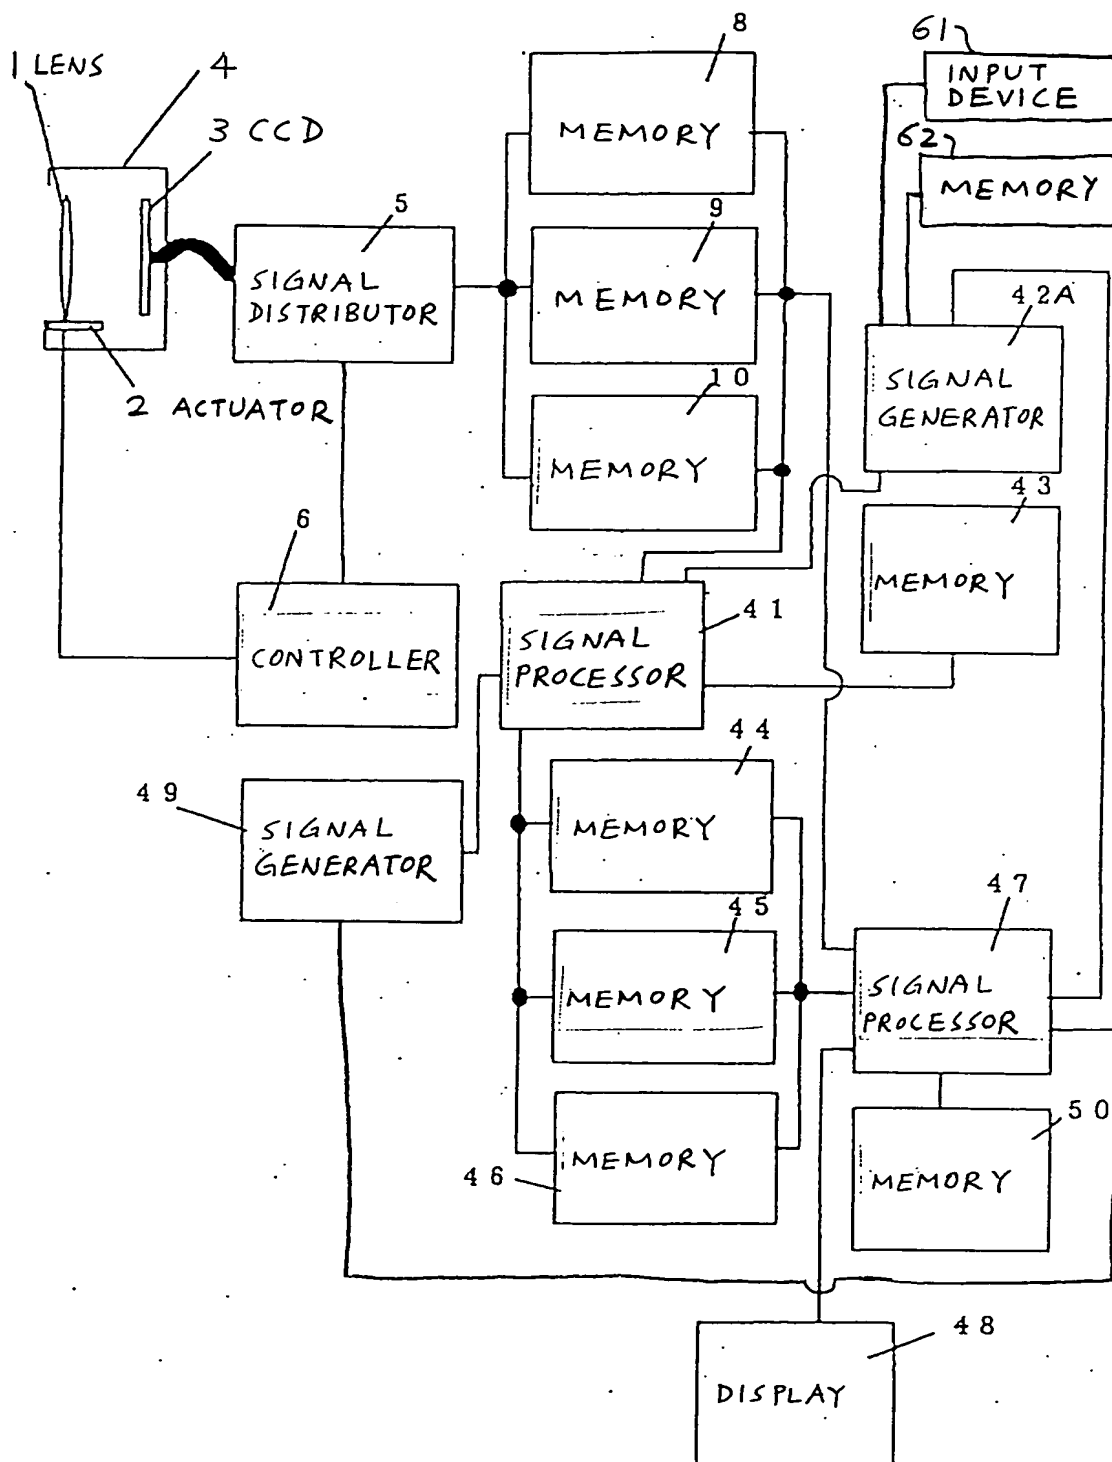 1 LENS
4
3 CCD
2 ACTUATOR
5
SIGNAL
DISTRIBUTOR
8
MEMORY
9
MEMORY
10
MEMORY
61
INPUT
DEVICE
62
MEMORY
42A
SIGNAL
GENERATOR
43
MEMORY
6
CONTROLLER
41
SIGNAL
PROCESSOR
49
SIGNAL
GENERATOR
44
MEMORY
45
MEMORY
46
MEMORY
47
SIGNAL
PROCESSOR
50
MEMORY
48
DISPLAY